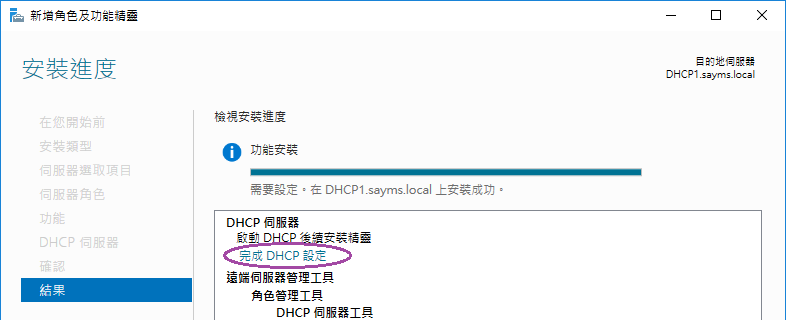 新增角色及功能精靈
安裝進度
目的地伺服器
DHCP1.sayms.local
在您開始前
安裝類型
伺服器選取項目
伺服器角色
功能
DHCP 伺服器
確認
結果
檢視安裝進度
功能安裝
需要設定。在 DHCP1.sayms.local 上安裝成功。
DHCP 伺服器
啟動 DHCP 後續安裝精靈
完成 DHCP 設定
遠端伺服器管理工具
角色管理工具
DHCP 伺服器工具